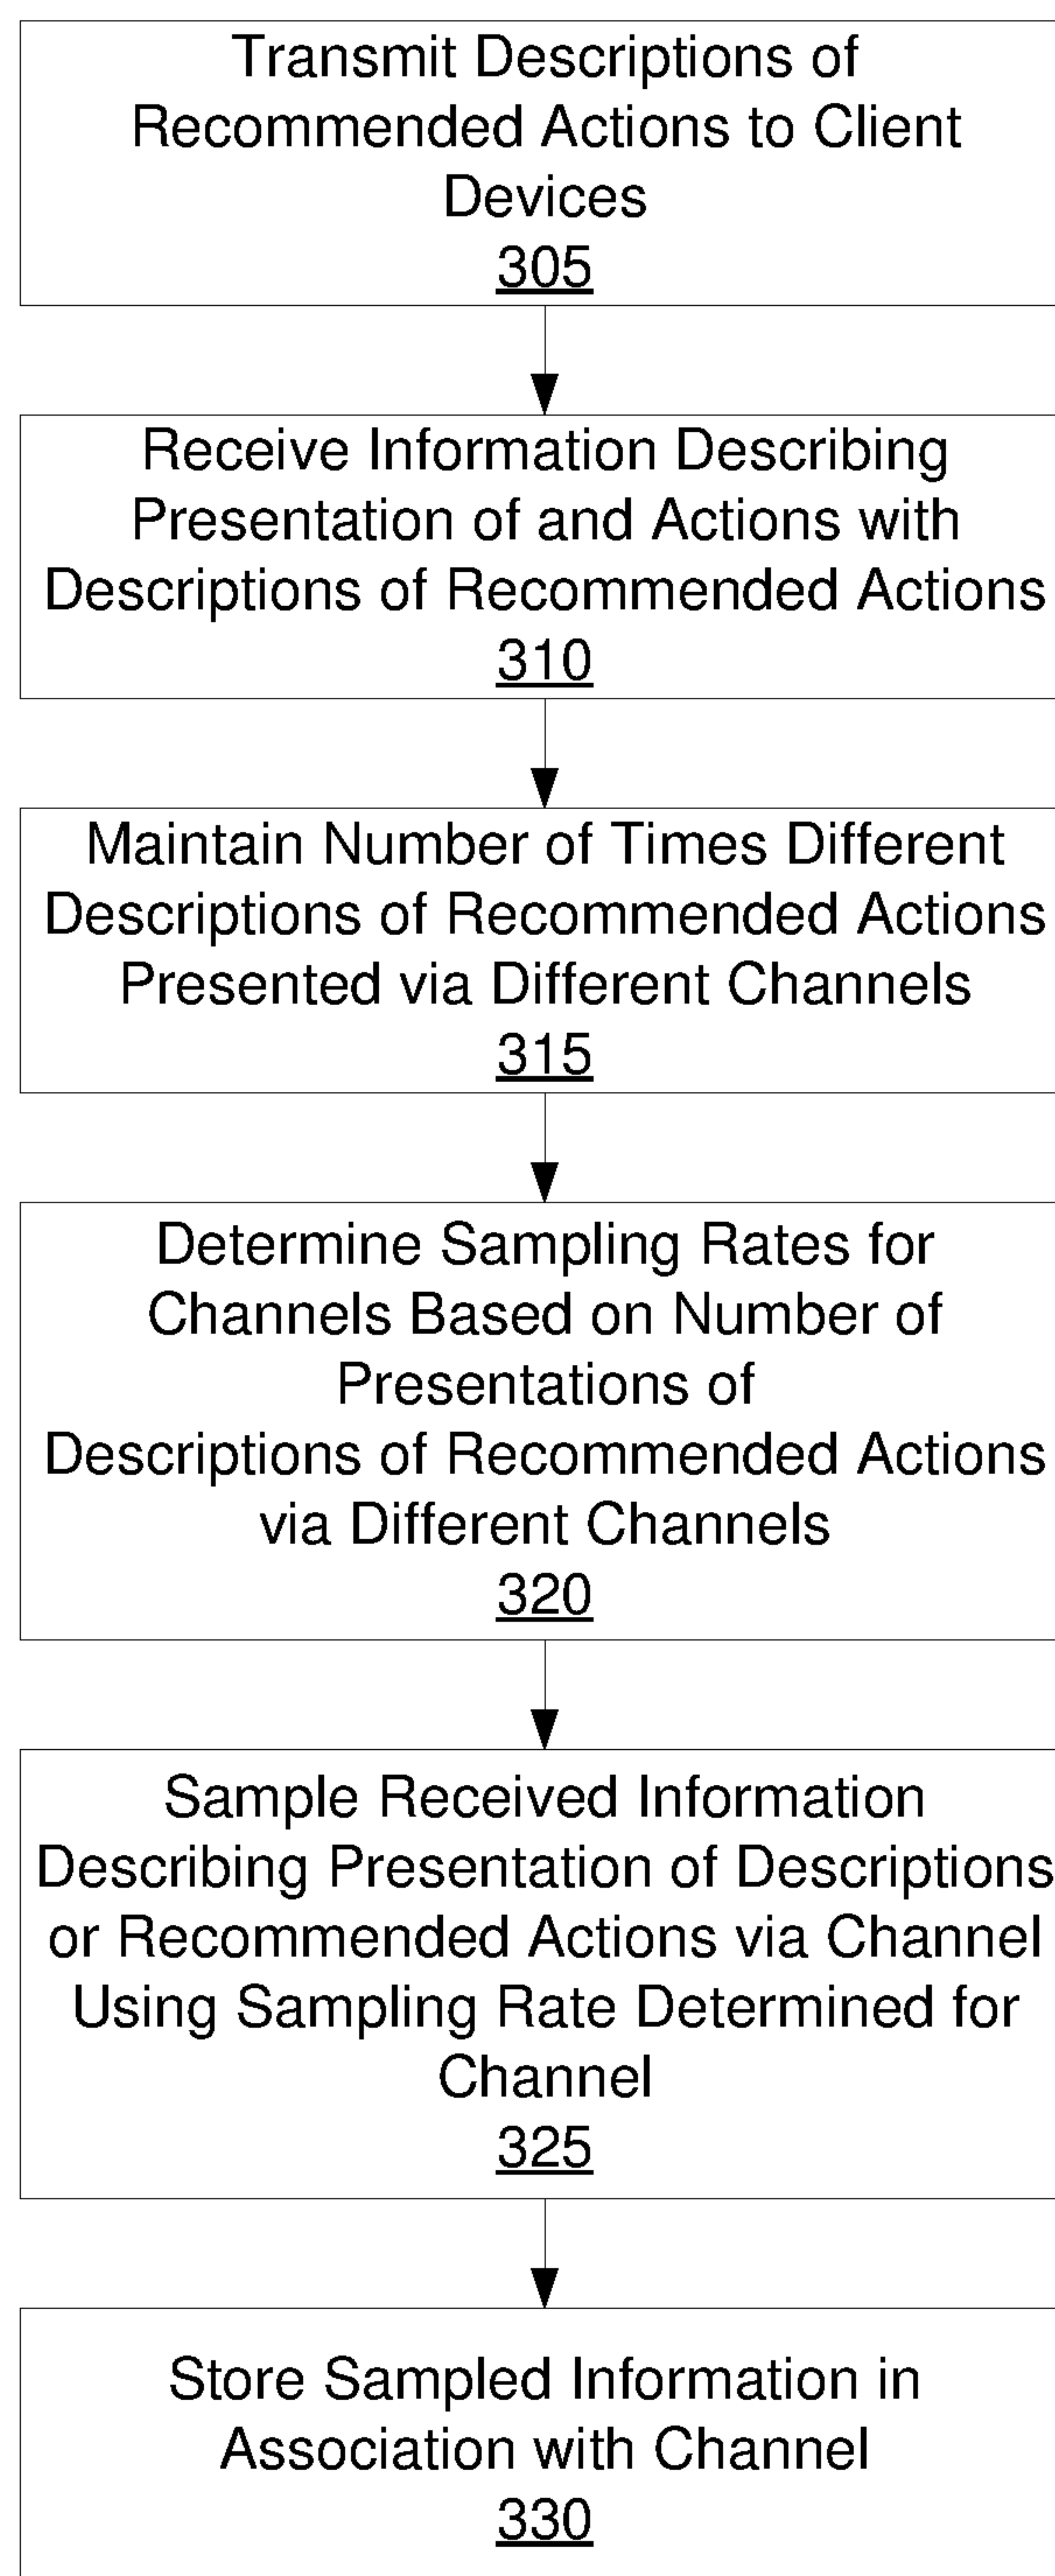 Transmit Descriptions of
Recommended Actions to Client
Devices
305
Receive Information Describing
Presentation of and Actions with
Descriptions of Recommended Actions
310
Maintain Number of Times Different
Descriptions of Recommended Actions
Presented via Different Channels
315
Determine Sampling Rates for
Channels Based on Number of
Presentations of
Descriptions of Recommended Actions
via Different Channels
320
Sample Received Information
Describing Presentation of Descriptions
or Recommended Actions via Channel
Using Sampling Rate Determined for
Channel
325
Store Sampled Information in
Association with Channel
330